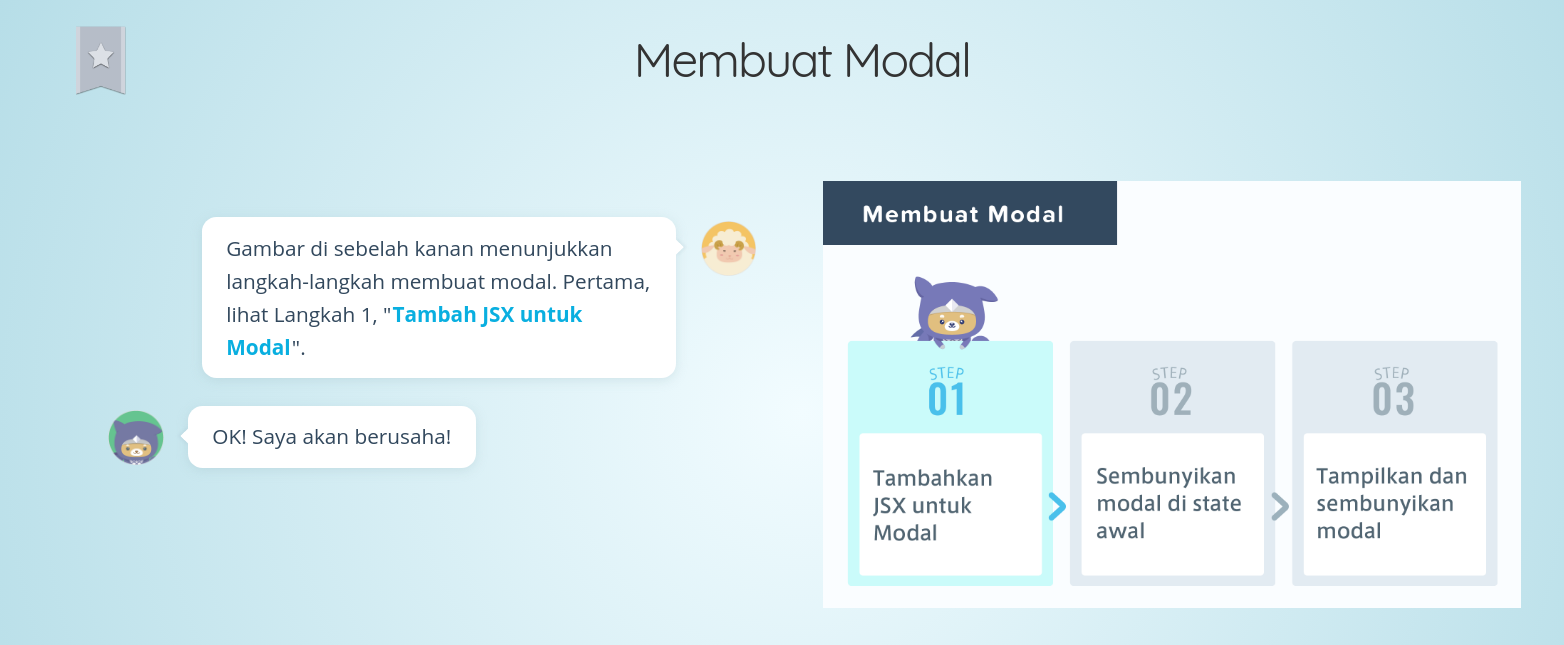 Membuat Modal
Gambar di sebelah kanan menunjukkan
langkah-langkah membuat modal. Pertama,
lihat Langkah 1, "Tambah JSX untuk
Modal".
OK! Saya akan berusaha!
Membuat Modal
STEP
01
Tambahkan
JSX untuk
Modal
STEP
02
Sembunyikan
modal di state
awal
STEP
03
Tampilkan dan
sembunyikan
modal